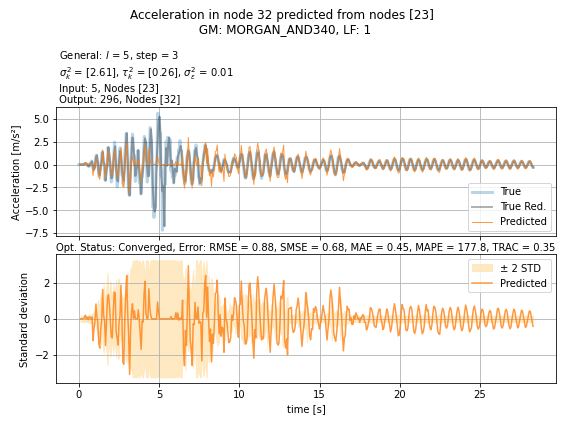 Acceleration in node 32 predicted from nodes [23]
GM: MORGAN_AND340, LF: 1
General: l = 5, step = 3
σ²ₖ = [2.61], τ²ₖ = [0.26], σ²ε = 0.01
Input: 5, Nodes [23]
Output: 296, Nodes [32]
Acceleration [m/s²]
5.0
2.5
0.0
−2.5
−5.0
−7.5
True
True Red.
Predicted
Opt. Status: Converged, Error: RMSE = 0.88, SMSE = 0.68, MAE = 0.45, MAPE = 177.8, TRAC = 0.35
Standard deviation
2
0
−2
± 2 STD
Predicted
0 5 10 15 20 25
time [s]